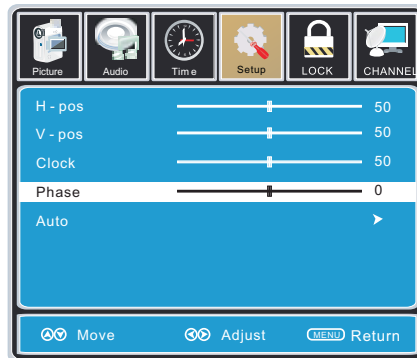 Picture Audio Time Setup LOCK CHANNEL
H - pos 50
V - pos 50
Clock 50
Phase 0
Auto
Move Adjust MENU Return